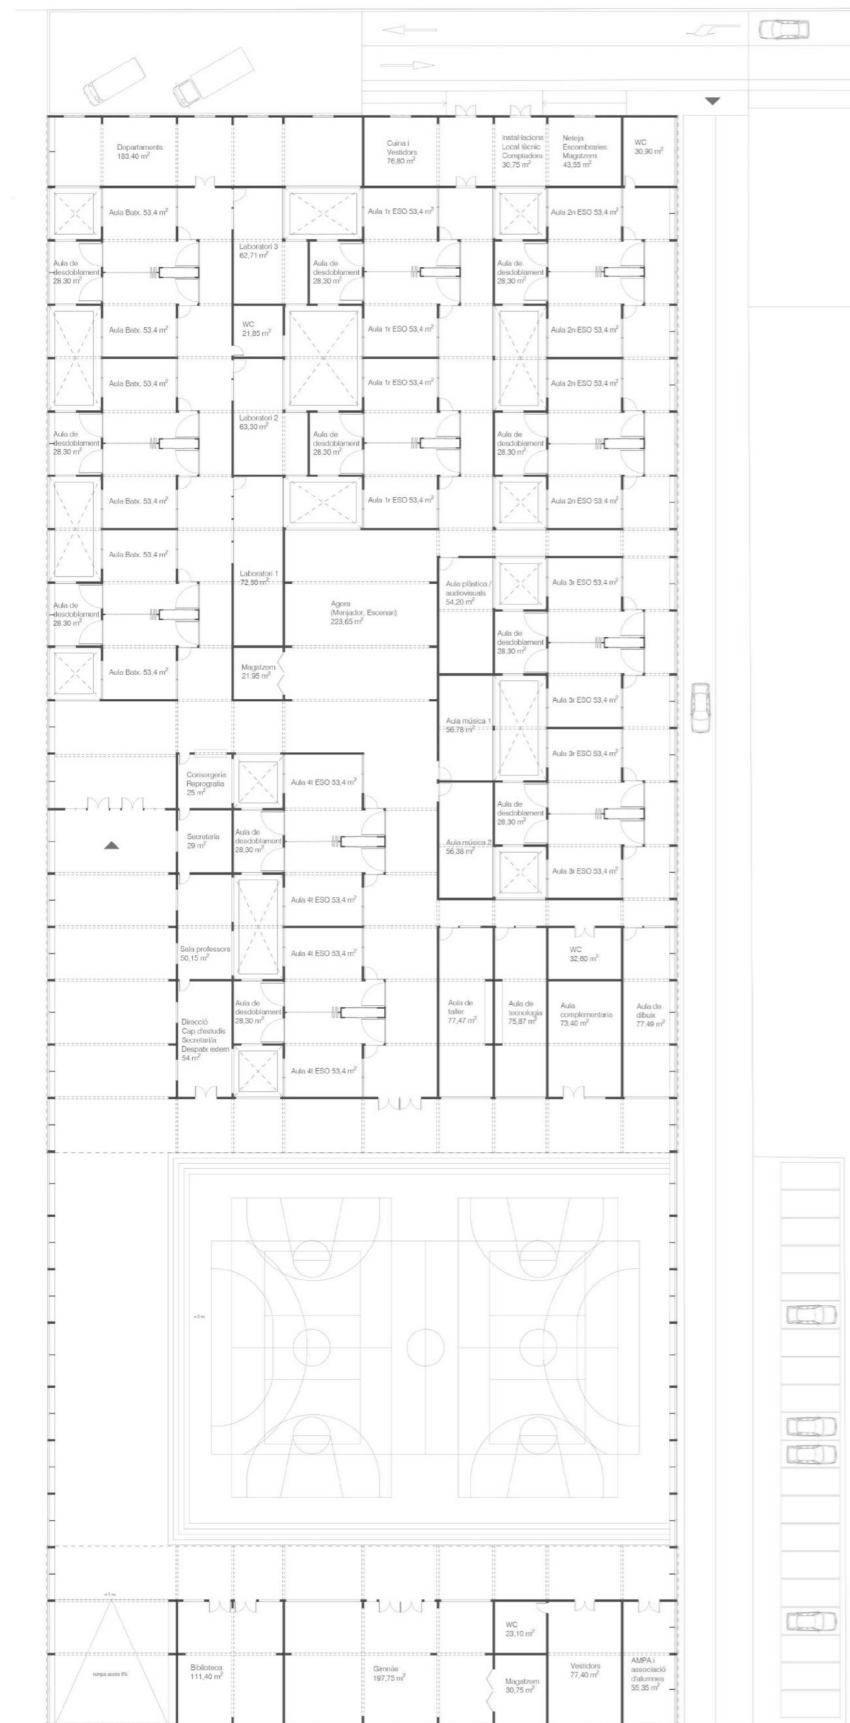 Departaments
183.40 m²
Cuina i
Vestidors
76,80 m²
Instal·lacions
Local tècnic
Comptadors
30,75 m²
Neteja
Escombraries
Magatzem
43,55 m²
WC
30,90 m²
Aula Batx. 53,4 m²
Aula 1r ESO 53,4 m²
Aula 2n ESO 53,4 m²
Laboratori 3
62,71 m²
Aula de
desdoblament
28.30 m²
Aula de
desdoblament
28,30 m²
Aula de
desdoblament
28,30 m²
WC
21,85 m²
Aula Batx. 53,4 m²
Aula 1r ESO 53,4 m²
Aula 2n ESO 53,4 m²
Aula Batx. 53,4 m²
Aula 1r ESO 53,4 m²
Aula 2n ESO 53,4 m²
Laboratori 2
63,30 m²
Aula de
desdoblament
28.30 m²
Aula de
desdoblament
28.30 m²
Aula de
desdoblament
28,30 m²
Aula Batx. 53,4 m²
Aula 1r ESO 53,4 m²
Aula 2n ESO 53,4 m²
Aula Batx. 53,4 m²
Laboratori 1
Aula plàstica /
audiovisuals
54,20 m²
Aula 3r ESO 53,4 m²
Aula de
desdoblament
28.30 m²
Àgora
(Menjador, Escenari)
223,65 m²
Aula de
desdoblament
28.30 m²
Aula Batx. 53,4 m²
Magatzem
21.95 m²
Aula 3r ESO 53,4 m²
Aula música 1
56,78 m²
Aula 3r ESO 53,4 m²
Consergeria
Reprografia
25 m²
Aula 4t ESO 53,4 m²
Aula de
desdoblament
28,30 m²
Secretaria
29 m²
Aula de
desdoblament
28,30 m²
Aula música 2
56,38 m²
Aula 3r ESO 53,4 m²
Aula 4t ESO 53,4 m²
Sala professors
50,15 m²
Aula 4t ESO 53,4 m²
WC
32,60 m²
Direcció
Cap d'estudis
Secretari/a
Despatx extern
54 m²
Aula de
desdoblament
28,30 m²
Aula de
taller
77,47 m²
Aula de
tecnologia
75,87 m²
Aula
complementària
73,40 m²
Aula de
dibuix
77.49 m²
Aula 4t ESO 53,4 m²
rampa accés 6%
Biblioteca
111,40 m²
Gimnàs
197,75 m²
WC
23,10 m²
Magatzem
30,75 m²
Vestidors
77,40 m²
AMPA i
associació
d'alumnes
55.35 m²